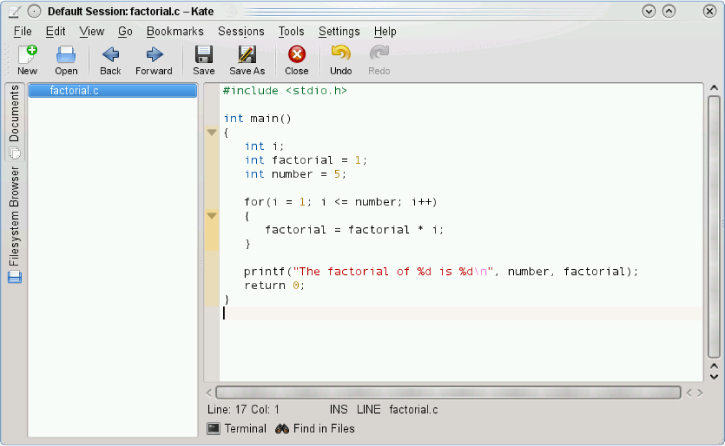 Default Session: factorial.c – Kate
File Edit View Go Bookmarks Sessions Tools Settings Help
New Open Back Forward Save Save As Close Undo Redo
Documents
Filesystem Browser
factorial.c
#include <stdio.h>
int main()
{
int i;
int factorial = 1;
int number = 5;
for(i = 1; i <= number; i++)
{
factorial = factorial * i;
}
printf("The factorial of %d is %d\n", number, factorial);
return 0;
}
Line: 17 Col: 1 INS LINE factorial.c
Terminal Find in Files